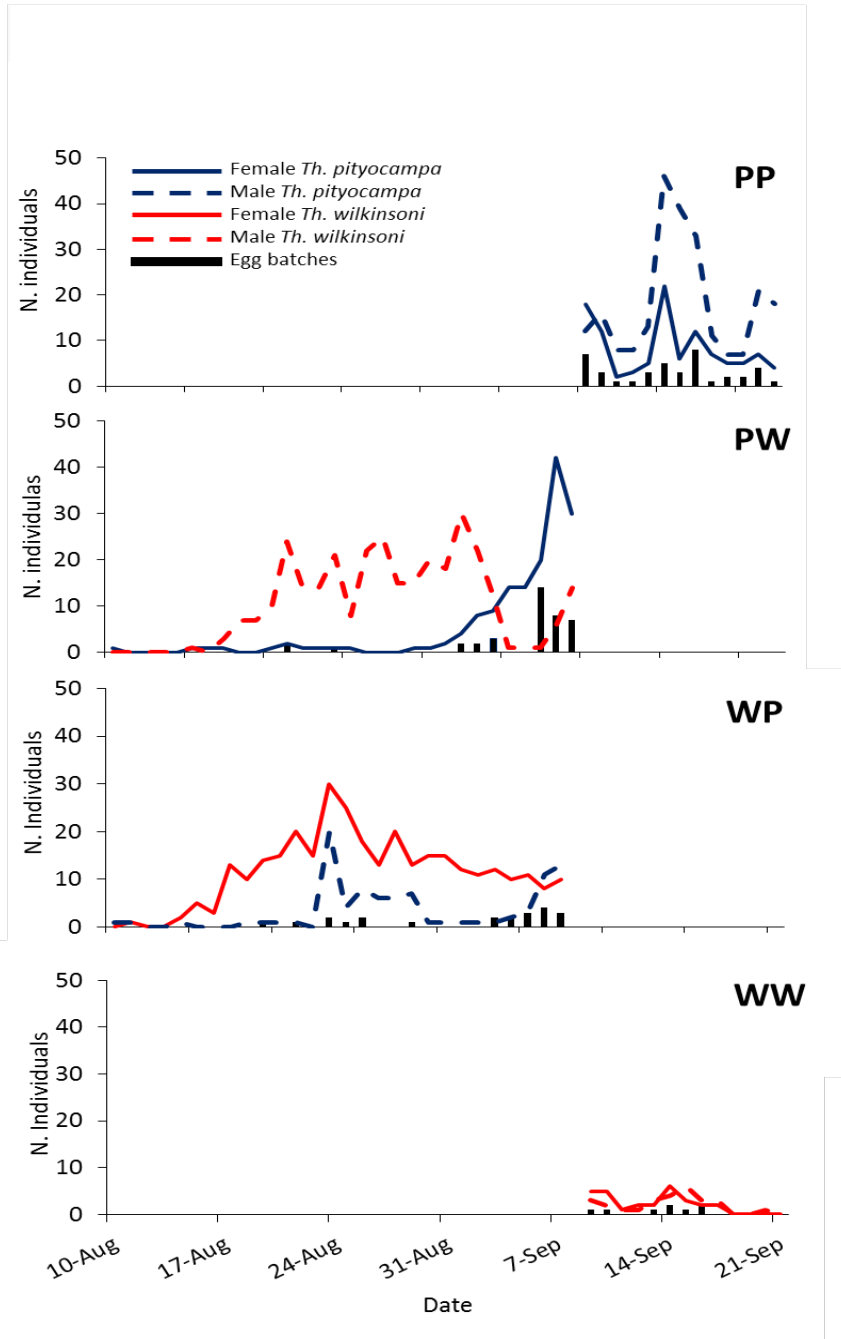 50
40
30
20
10
0
N. individuals
Female Th. pityocampa
Male Th. pityocampa
Female Th. wilkinsoni
Male Th. wilkinsoni
Egg batches
PP
50
40
30
20
10
0
N. individulas
PW
50
40
30
20
10
0
N. Individuals
WP
50
40
30
20
10
0
N. Individuals
WW
10-Aug
17-Aug
24-Aug
31-Aug
7-Sep
14-Sep
21-Sep
Date